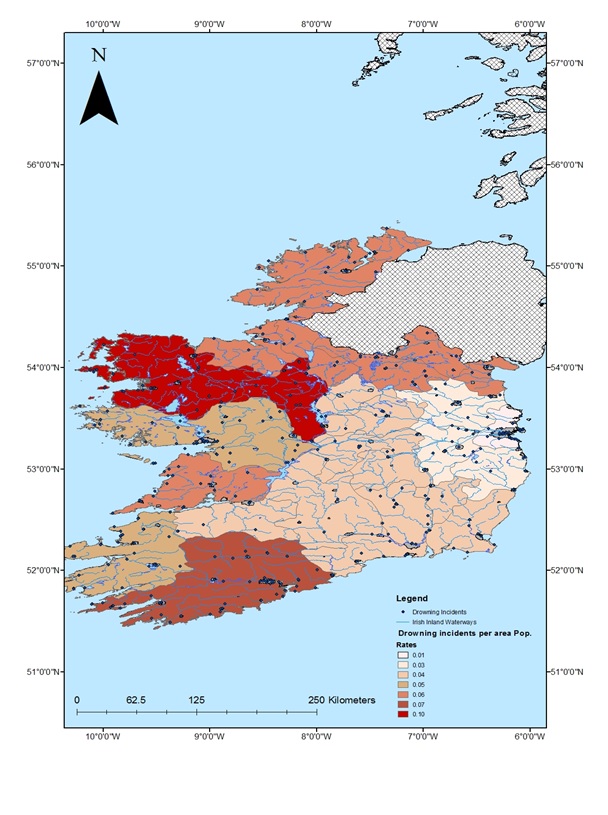 10°0'0"W 9°0'0"W 8°0'0"W 7°0'0"W 6°0'0"W
N
57°0'0"N 57°0'0"N
56°0'0"N 56°0'0"N
55°0'0"N 55°0'0"N
54°0'0"N 54°0'0"N
53°0'0"N 53°0'0"N
52°0'0"N 52°0'0"N
51°0'0"N 51°0'0"N
Legend
Drowning Incidents
Irish Inland Waterways
Drowning incidents per area Pop.
Rates
0.01
0.03
0.04
0.05
0.06
0.07
0.10
0 62.5 125 250 Kilometers
10°0'0"W 9°0'0"W 8°0'0"W 7°0'0"W 6°0'0"W